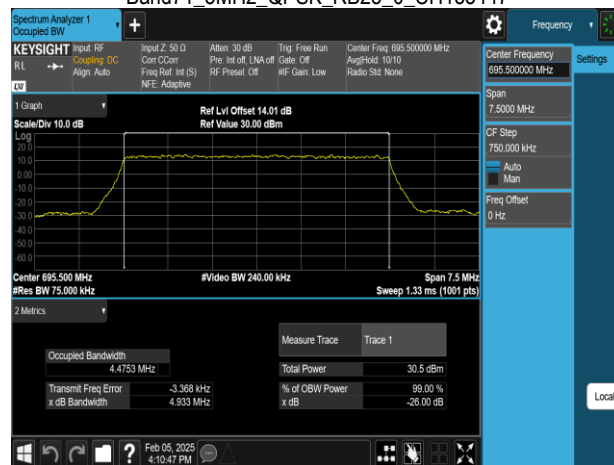 Spectrum Analyzer 1
Occupied BW
+
Frequency
KEYSIGHT
RL
LXI
Input: RF
Coupling: DC
Align: Auto
Input Z: 50 Ω
Corr CCorr
Freq Ref: Int (S)
NFE: Adaptive
Atten: 30 dB
Pre: Int off, LNA off
RF Presel: Off
Trig: Free Run
Gate: Off
#IF Gain: Low
Center Freq: 695.500000 MHz
Avg|Hold: 10/10
Radio Std: None
Center Frequency
695.500000 MHz
Settings
Span
7.5000 MHz
CF Step
750.000 kHz
Auto
Man
Freq Offset
0 Hz
1 Graph
Scale/Div 10.0 dB
Ref Lvl Offset 14.01 dB
Ref Value 30.00 dBm
Log
20.0
10.0
0.00
-10.0
-20.0
-30.0
-40.0
-50.0
-60.0
Center 695.500 MHz
#Res BW 75.000 kHz
#Video BW 240.00 kHz
Span 7.5 MHz
Sweep 1.33 ms (1001 pts)
2 Metrics
Measure Trace
Trace 1
Occupied Bandwidth
4.4753 MHz
Total Power
30.5 dBm
Transmit Freq Error
-3.368 kHz
% of OBW Power
99.00 %
x dB Bandwidth
4.933 MHz
x dB
-26.00 dB
Local
?
Feb 05, 2025
4:10:47 PM